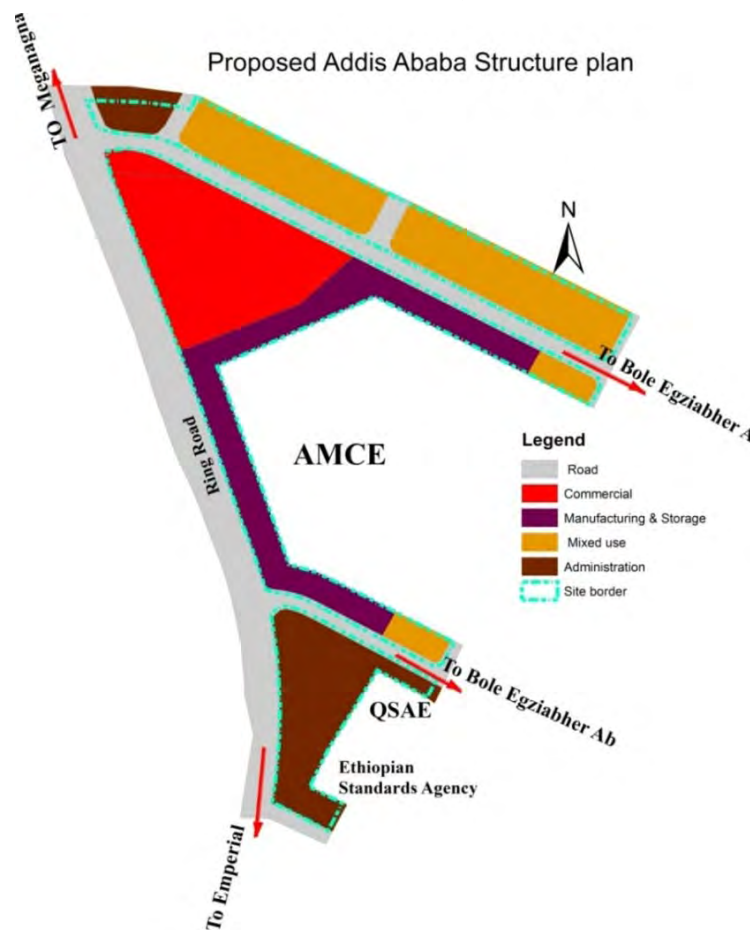 Proposed Addis Ababa Structure plan
TO Meganagna
N
To Bole Egziabher A
Ring Road
AMCE
Legend
Road
Commercial
Manufacturing & Storage
Mixed use
Administration
Site border
To Bole Egziabher Ab
QSAE
Ethiopian
Standards Agency
To Emperial